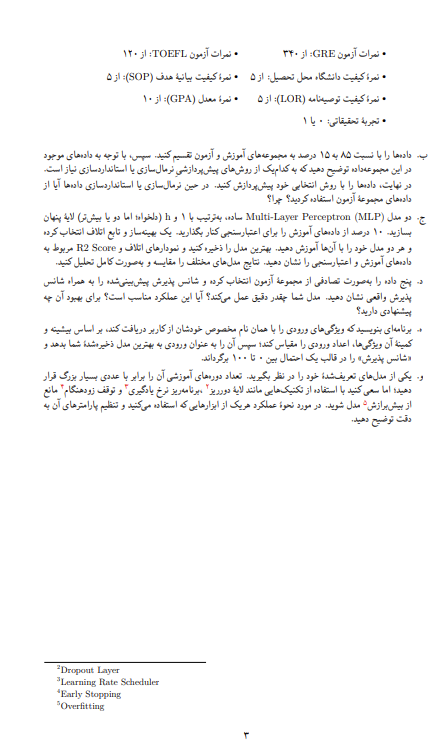 • نمرات آزمون GRE: از ۳۴۰
• نمرات آزمون TOEFL: از ۱۲۰
• نمرهٔ کیفیت دانشگاه محل تحصیل: از ۵
• نمرهٔ کیفیت بیانیهٔ هدف (SOP): از ۵
• نمرهٔ کیفیت توصیه‌نامه (LOR): از ۵
• نمرهٔ معدل (GPA): از ۱۰
• تجربهٔ تحقیقاتی: ۰ یا ۱
ب. داده‌ها را با نسبت ۸۵ به ۱۵ درصد به مجموعه‌های آموزش و آزمون تقسیم کنید. سپس، با توجه به داده‌های موجود
در این مجموعه‌داده توضیح دهید که به کدام‌یک از روش‌های پیش‌پردازشی نرمال‌سازی یا استانداردسازی نیاز است.
در نهایت، داده‌ها را با روش انتخابی خود پیش‌پردازش کنید. در حین نرمال‌سازی یا استانداردسازی داده‌ها آیا از
داده‌های مجموعهٔ آزمون استفاده کردید؟ چرا؟
ج. دو مدل Multi-Layer Perceptron (MLP) ساده، به‌ترتیب با ۱ و h (دلخواه؛ اما دو یا بیش‌تر) لایهٔ پنهان
بسازید. ۱۰ درصد از داده‌های آموزش را برای اعتبارسنجی کنار بگذارید. یک بهینه‌ساز و تابع اتلاف انتخاب کرده
و هر دو مدل خود را با آن‌ها آموزش دهید. بهترین مدل را ذخیره کنید و نمودارهای اتلاف و R2 Score مربوط به
داده‌های آموزش و اعتبارسنجی را نشان دهید. نتایج مدل‌های مختلف را مقایسه و به‌صورت کامل تحلیل کنید.
د. پنج داده را به‌صورت تصادفی از مجموعهٔ آزمون انتخاب کرده و شانس پذیرش پیش‌بینی‌شده را به همراه شانس
پذیرش واقعی نشان دهید. مدل شما چقدر دقیق عمل می‌کند؟ آیا این عملکرد مناسب است؟ برای بهبود آن چه
پیشنهادی دارید؟
ه. برنامه‌ای بنویسید که ویژگی‌های ورودی را با همان نام مخصوص خودشان از کاربر دریافت کند، بر اساس بیشینه و
کمینهٔ آن ویژگی‌ها، اعداد ورودی را مقیاس کند؛ سپس آن را به عنوان ورودی به بهترین مدل ذخیره‌شدهٔ شما بدهد و
«شانس پذیرش» را در قالب یک احتمال بین ۰ تا ۱۰۰ برگرداند.
و. یکی از مدل‌های تعریف‌شدهٔ خود را در نظر بگیرید. تعداد دوره‌های آموزشی آن را برابر با عددی بسیار بزرگ قرار
دهید؛ اما سعی کنید با استفاده از تکنیک‌هایی مانند لایهٔ دورریز۲، برنامه‌ریز نرخ یادگیری۳ و توقف زودهنگام۴ مانع
از بیش‌برازش۵ مدل شوید. در مورد نحوهٔ عملکرد هریک از ابزارهایی که استفاده می‌کنید و تنظیم پارامترهای آن به
دقت توضیح دهید.
2Dropout Layer
3Learning Rate Scheduler
4Early Stopping
5Overfitting
۳